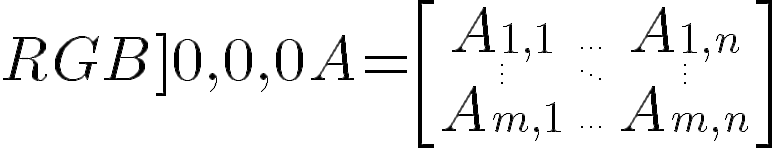 RGB]0,0,0A=[A1,1 ... A1,n
⋮ ⋱ ⋮
Am,1 ... Am,n]